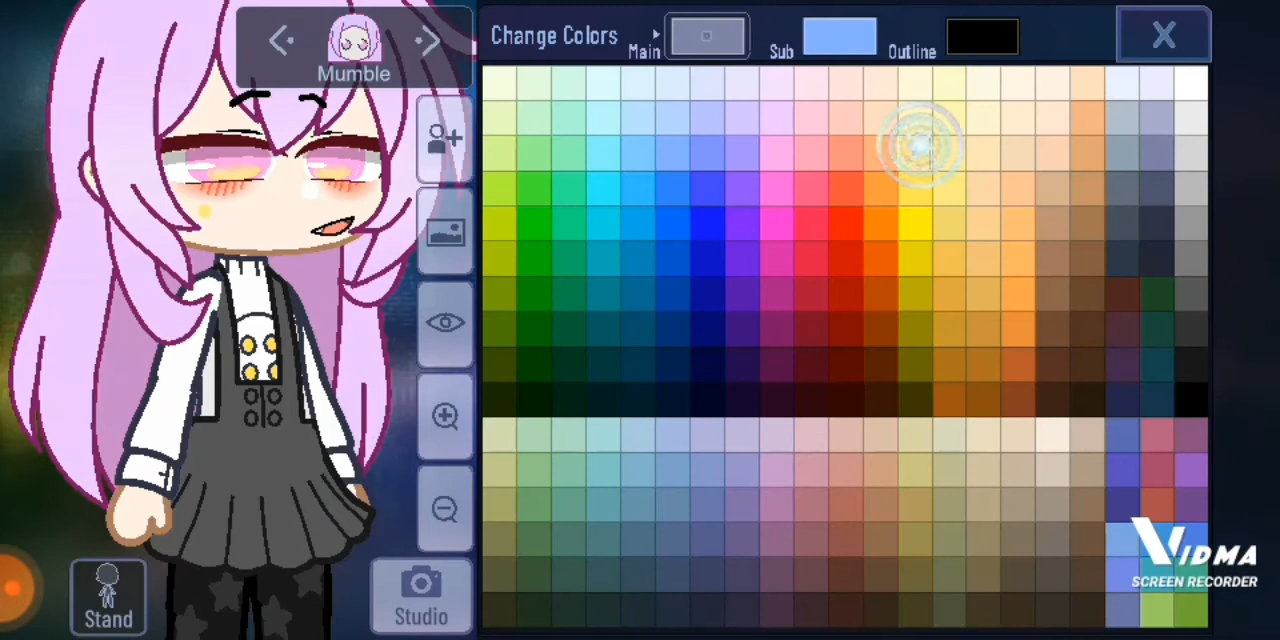 Change Colors
Main
Sub
Outline
X
Mumble
Stand
Studio
VIDMA
SCREEN RECORDER